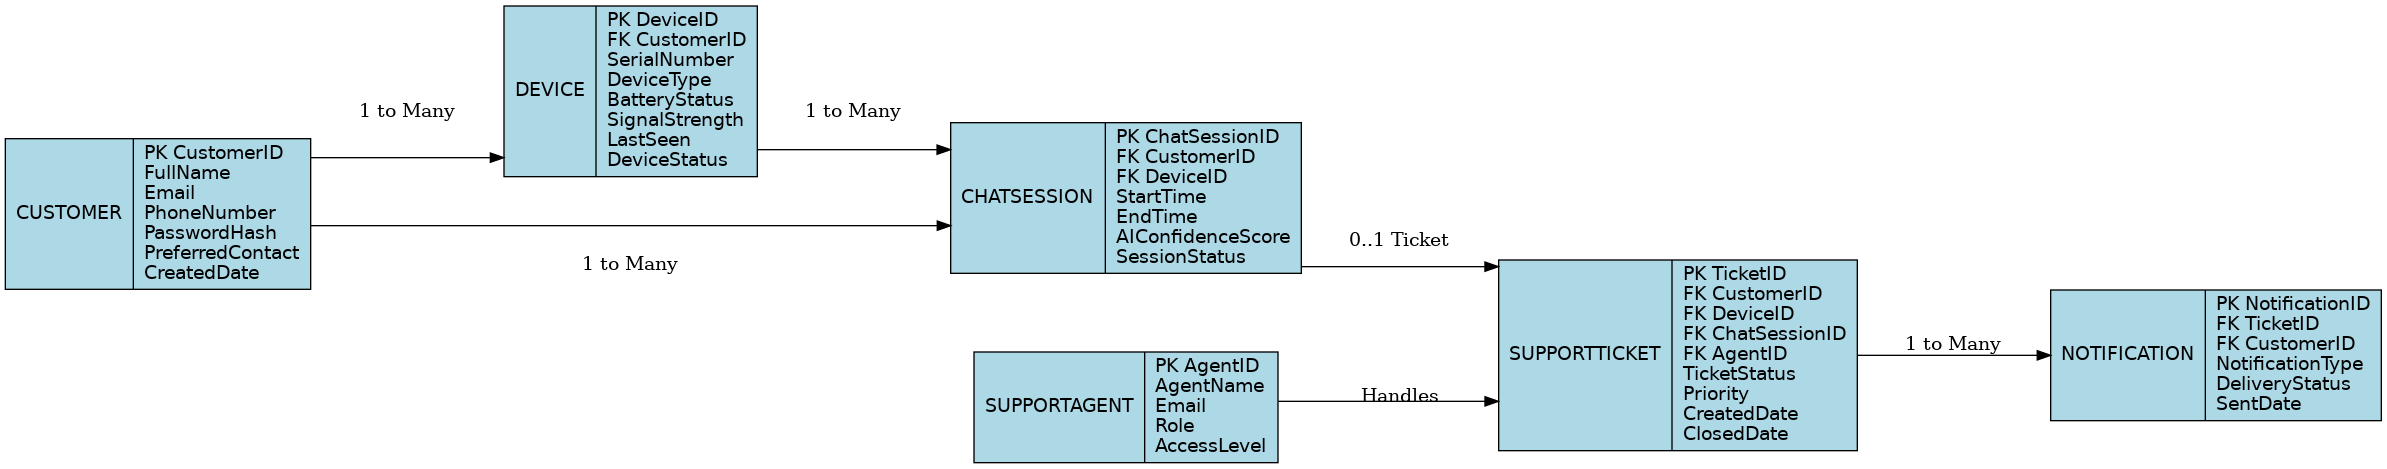 CUSTOMER
PK CustomerID
FullName
Email
PhoneNumber
PasswordHash
PreferredContact
CreatedDate
1 to Many
1 to Many
DEVICE
PK DeviceID
FK CustomerID
SerialNumber
DeviceType
BatteryStatus
SignalStrength
LastSeen
DeviceStatus
1 to Many
CHATSESSION
PK ChatSessionID
FK CustomerID
FK DeviceID
StartTime
EndTime
AIConfidenceScore
SessionStatus
0..1 Ticket
SUPPORTAGENT
PK AgentID
AgentName
Email
Role
AccessLevel
Handles
SUPPORTTICKET
PK TicketID
FK CustomerID
FK DeviceID
FK ChatSessionID
FK AgentID
TicketStatus
Priority
CreatedDate
ClosedDate
1 to Many
NOTIFICATION
PK NotificationID
FK TicketID
FK CustomerID
NotificationType
DeliveryStatus
SentDate